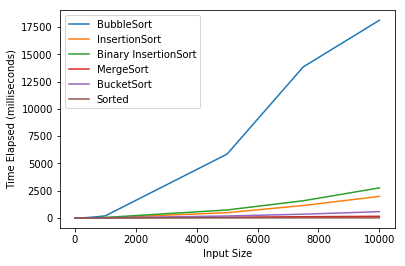 17500
15000
12500
10000
7500
5000
2500
0
Time Elapsed (milliseconds)
BubbleSort
InsertionSort
Binary InsertionSort
MergeSort
BucketSort
Sorted
0 2000 4000 6000 8000 10000
Input Size